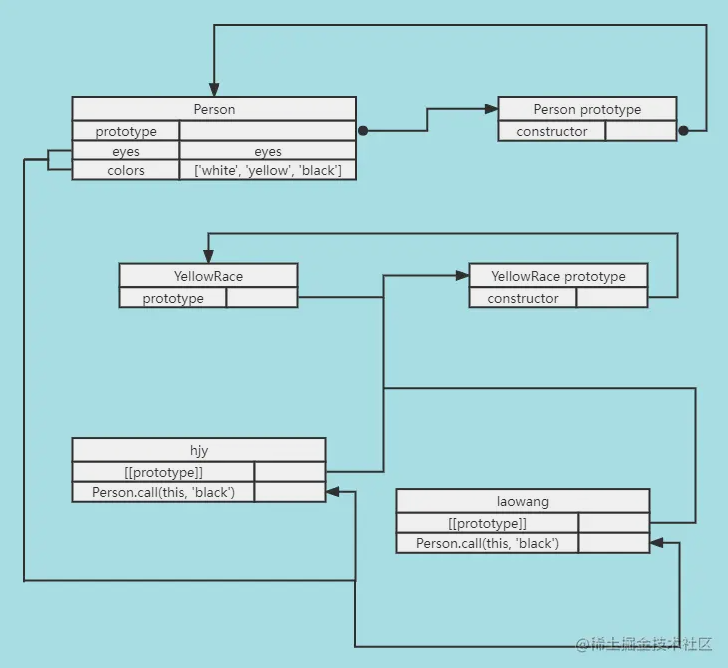 Person
prototype
eyes eyes
colors ['white', 'yellow', 'black']
Person prototype
constructor
YellowRace
prototype
YellowRace prototype
constructor
hjy
[[prototype]]
Person.call(this, 'black')
laowang
[[prototype]]
Person.call(this, 'black')
@稀土掘金技术社区